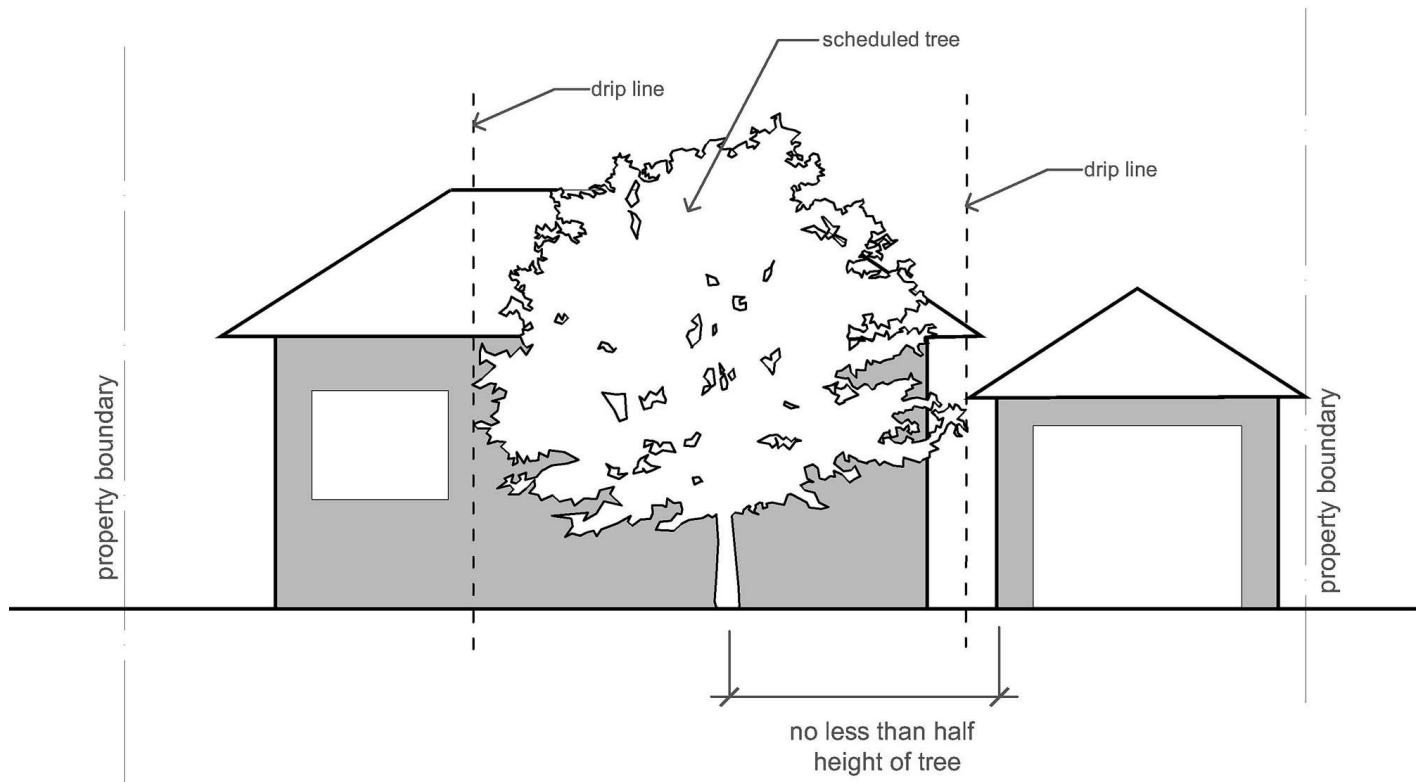 scheduled tree
drip line
drip line
property boundary
property boundary
no less than half
height of tree